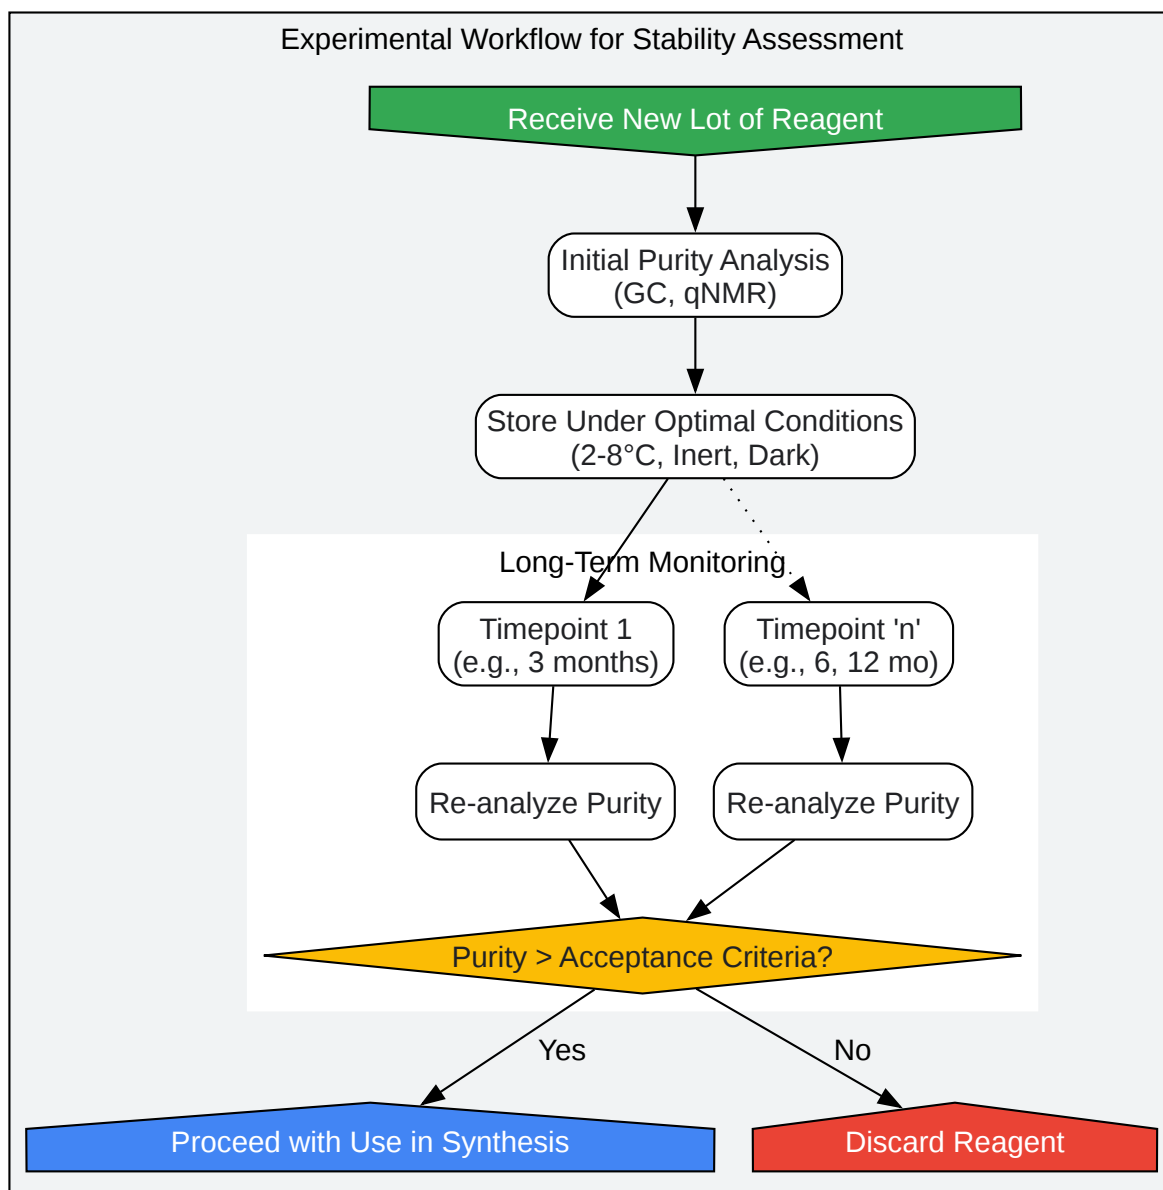 Experimental Workflow for Stability Assessment
Receive New Lot of Reagent
Initial Purity Analysis
(GC, qNMR)
Store Under Optimal Conditions
(2-8°C, Inert, Dark)
Long-Term Monitoring
Timepoint 1
(e.g., 3 months)
Timepoint 'n'
(e.g., 6, 12 mo)
Re-analyze Purity
Re-analyze Purity
Purity > Acceptance Criteria?
Yes
No
Proceed with Use in Synthesis
Discard Reagent